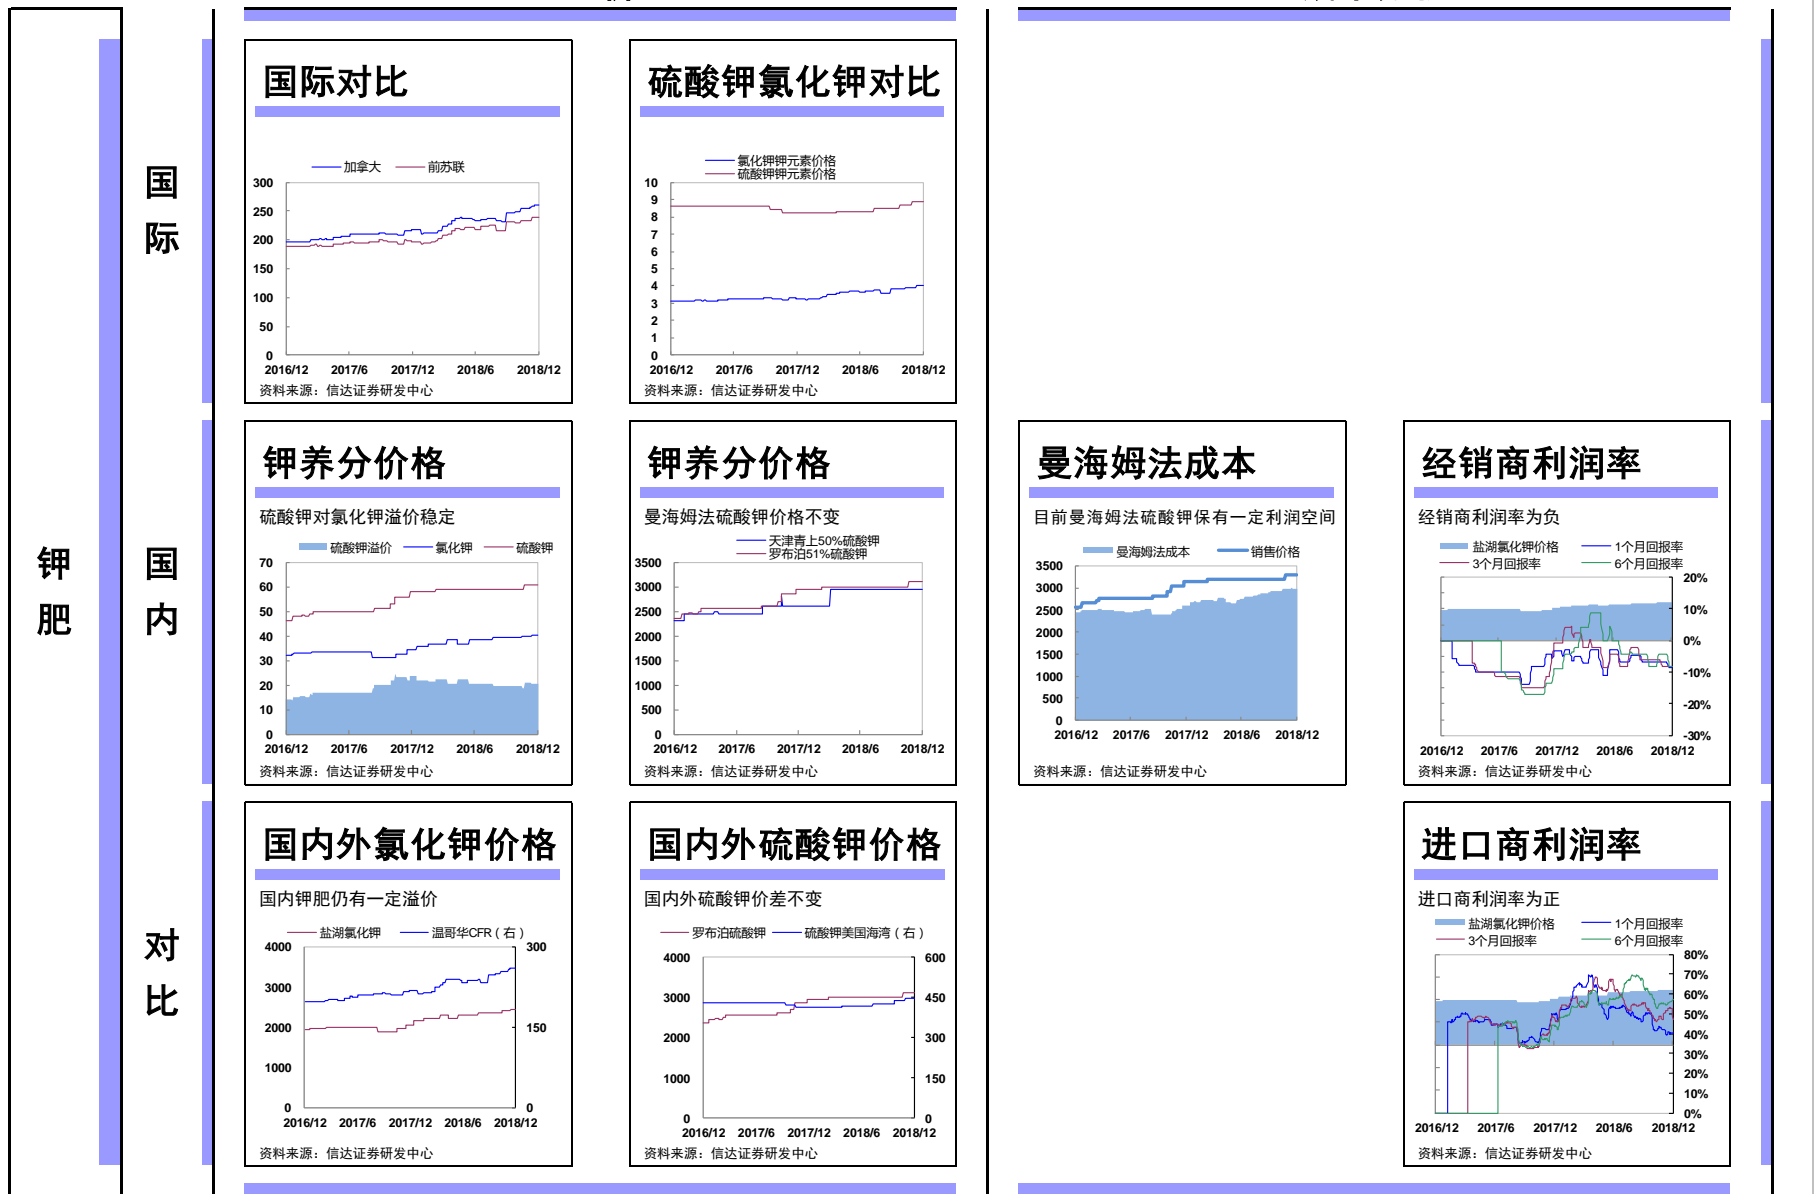 钾
肥
国
际
国际对比
加拿大 前苏联
300
250
200
150
100
50
0
2016/12 2017/6 2017/12 2018/6 2018/12
资料来源：信达证券研发中心
硫酸钾氯化钾对比
氯化钾钾元素价格
硫酸钾钾元素价格
10
9
8
7
6
5
4
3
2
1
0
2016/12 2017/6 2017/12 2018/6 2018/12
资料来源：信达证券研发中心
国
内
钾养分价格
硫酸钾对氯化钾溢价稳定
硫酸钾溢价 氯化钾 硫酸钾
70
60
50
40
30
20
10
0
2016/12 2017/6 2017/12 2018/6 2018/12
资料来源：信达证券研发中心
钾养分价格
曼海姆法硫酸钾价格不变
天津青上50%硫酸钾
罗布泊51%硫酸钾
3500
3000
2500
2000
1500
1000
500
0
2016/12 2017/6 2017/12 2018/6 2018/12
资料来源：信达证券研发中心
曼海姆法成本
目前曼海姆法硫酸钾保有一定利润空间
曼海姆法成本 销售价格
3500
3000
2500
2000
1500
1000
500
0
2016/12 2017/6 2017/12 2018/6 2018/12
资料来源：信达证券研发中心
经销商利润率
经销商利润率为负
盐湖氯化钾价格 1个月回报率
3个月回报率 6个月回报率
20%
10%
0%
-10%
-20%
-30%
2016/12 2017/6 2017/12 2018/6 2018/12
资料来源：信达证券研发中心
对
比
国内外氯化钾价格
国内钾肥仍有一定溢价
盐湖氯化钾 温哥华CFR（右）
4000 300
3000
2000 150
1000
0 0
2016/12 2017/6 2017/12 2018/6 2018/12
资料来源：信达证券研发中心
国内外硫酸钾价格
国内外硫酸钾价差不变
罗布泊硫酸钾 硫酸钾美国海湾（右）
4000 600
3000 450
2000 300
1000 150
0 0
2016/12 2017/6 2017/12 2018/6 2018/12
资料来源：信达证券研发中心
进口商利润率
进口商利润率为正
盐湖氯化钾价格 1个月回报率
3个月回报率 6个月回报率
80%
70%
60%
50%
40%
30%
20%
10%
0%
2016/12 2017/6 2017/12 2018/6 2018/12
资料来源：信达证券研发中心